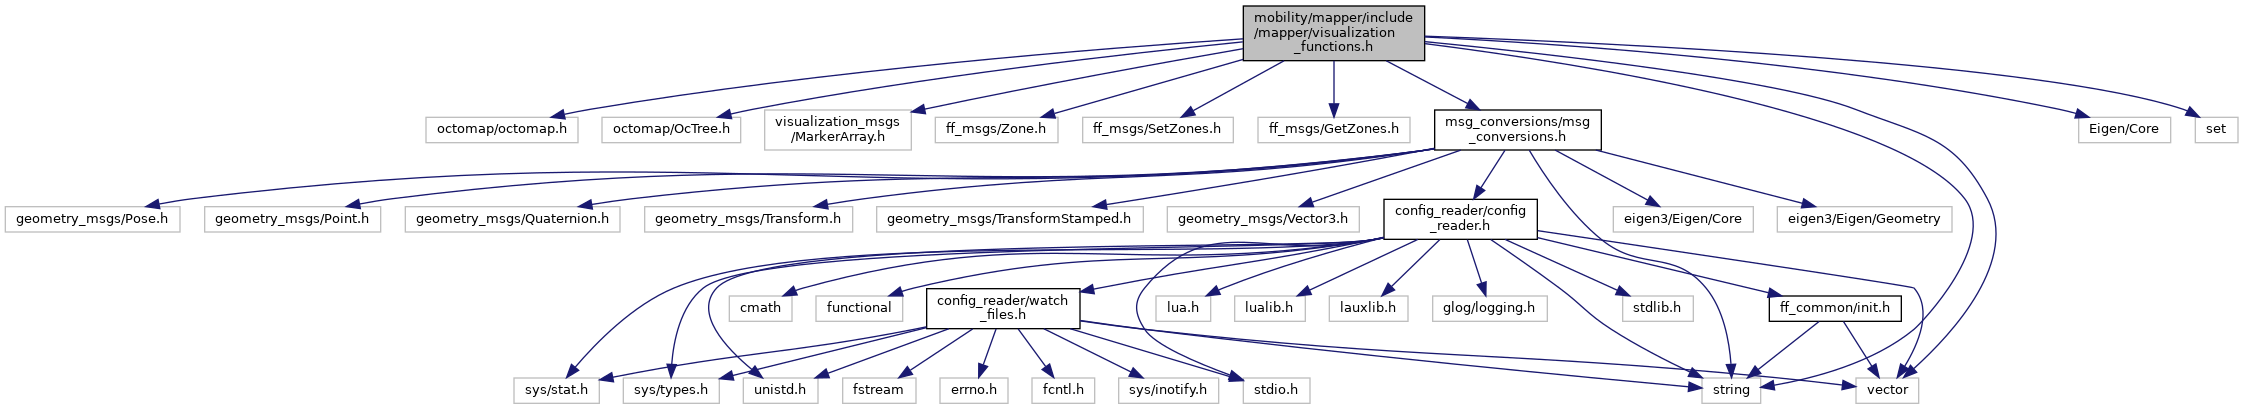 mobility/mapper/include
/mapper/visualization
_functions.h
octomap/octomap.h
octomap/OcTree.h
visualization_msgs
/MarkerArray.h
ff_msgs/Zone.h
ff_msgs/SetZones.h
ff_msgs/GetZones.h
msg_conversions/msg
_conversions.h
Eigen/Core
set
geometry_msgs/Pose.h
geometry_msgs/Point.h
geometry_msgs/Quaternion.h
geometry_msgs/Transform.h
geometry_msgs/TransformStamped.h
geometry_msgs/Vector3.h
config_reader/config
_reader.h
eigen3/Eigen/Core
eigen3/Eigen/Geometry
cmath
functional
config_reader/watch
_files.h
lua.h
lualib.h
lauxlib.h
glog/logging.h
stdlib.h
ff_common/init.h
sys/stat.h
sys/types.h
unistd.h
fstream
errno.h
fcntl.h
sys/inotify.h
stdio.h
string
vector